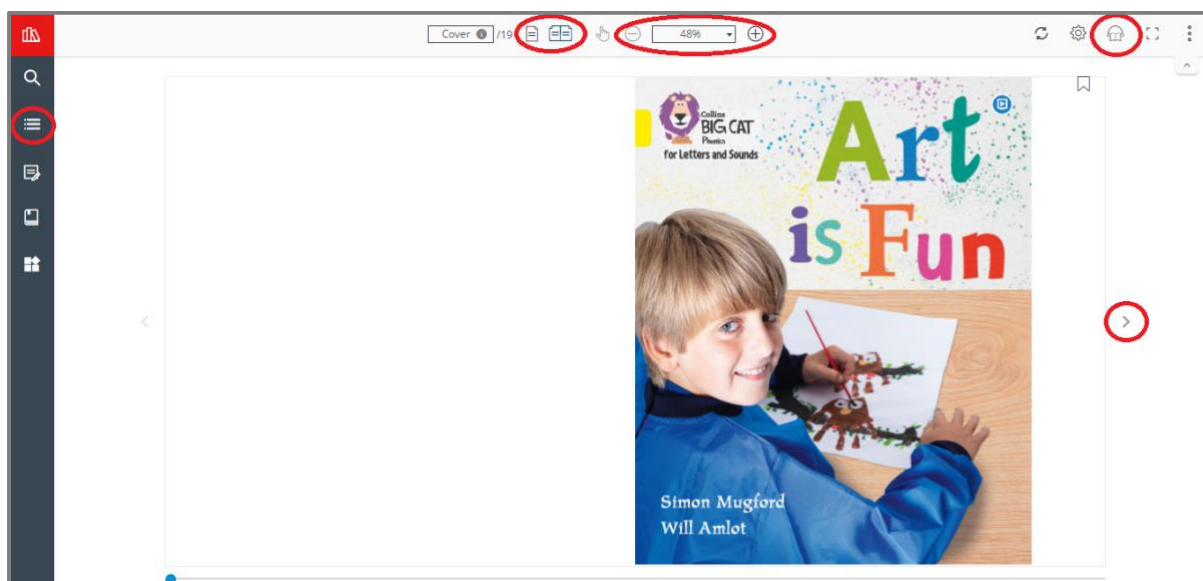 Cover /19
48%
Collins
BIG CAT
Phonics
for Letters and Sounds
Art
is Fun
Simon Mugford
Will Amlot